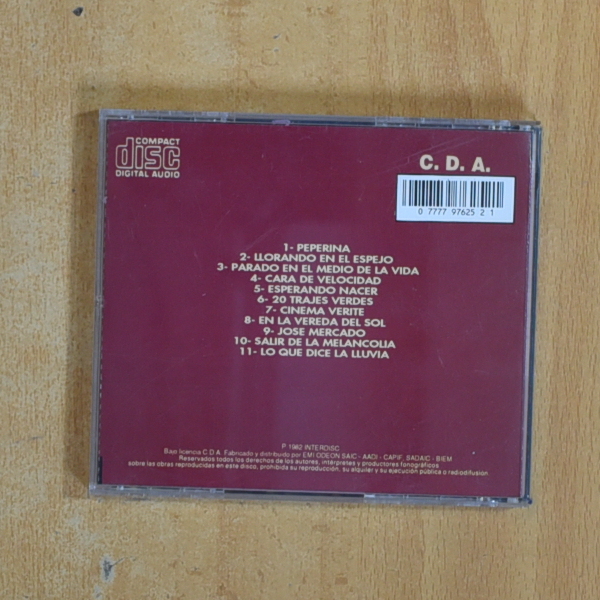 COMPACT
disc
DIGITAL AUDIO
C. D. A.
0 7777 97625 2 1
1- PEPERINA
2- LLORANDO EN EL ESPEJO
3- PARADO EN EL MEDIO DE LA VIDA
4- CARA DE VELOCIDAD
5- ESPERANDO NACER
6- 20 TRAJES VERDES
7- CINEMA VERITE
8- EN LA VEREDA DEL SOL
9- JOSE MERCADO
10- SALIR DE LA MELANCOLIA
11- LO QUE DICE LA LLUVIA
P 1982 INTERDISC
Bajo licencia C.D.A. Fabricado y distribuido por EMI ODEON SAIC - AADI - CAPIF, SADAIC - BIEM
Reservados todos los derechos de los autores, intérpretes y productores fonográficos
sobre las obras reproducidas en este disco, prohibida su reproducción, su alquiler y su ejecución pública o radiodifusión